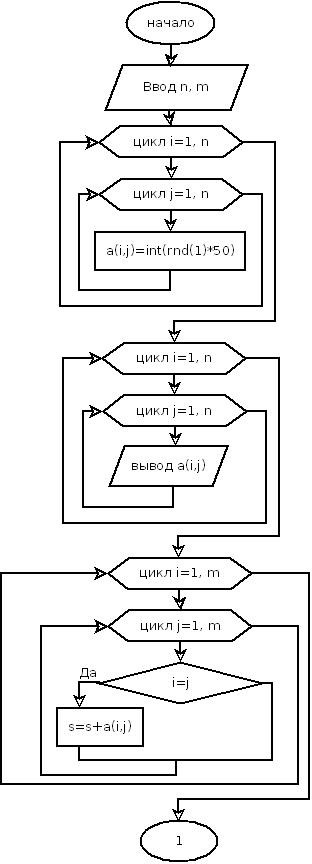 начало
Ввод n, m
цикл i=1, n
цикл j=1, n
a(i,j)=int(rnd(1)*50)
цикл i=1, n
цикл j=1, n
вывод a(i,j)
цикл i=1, m
цикл j=1, m
Да
i=j
s=s+a(i,j)
1